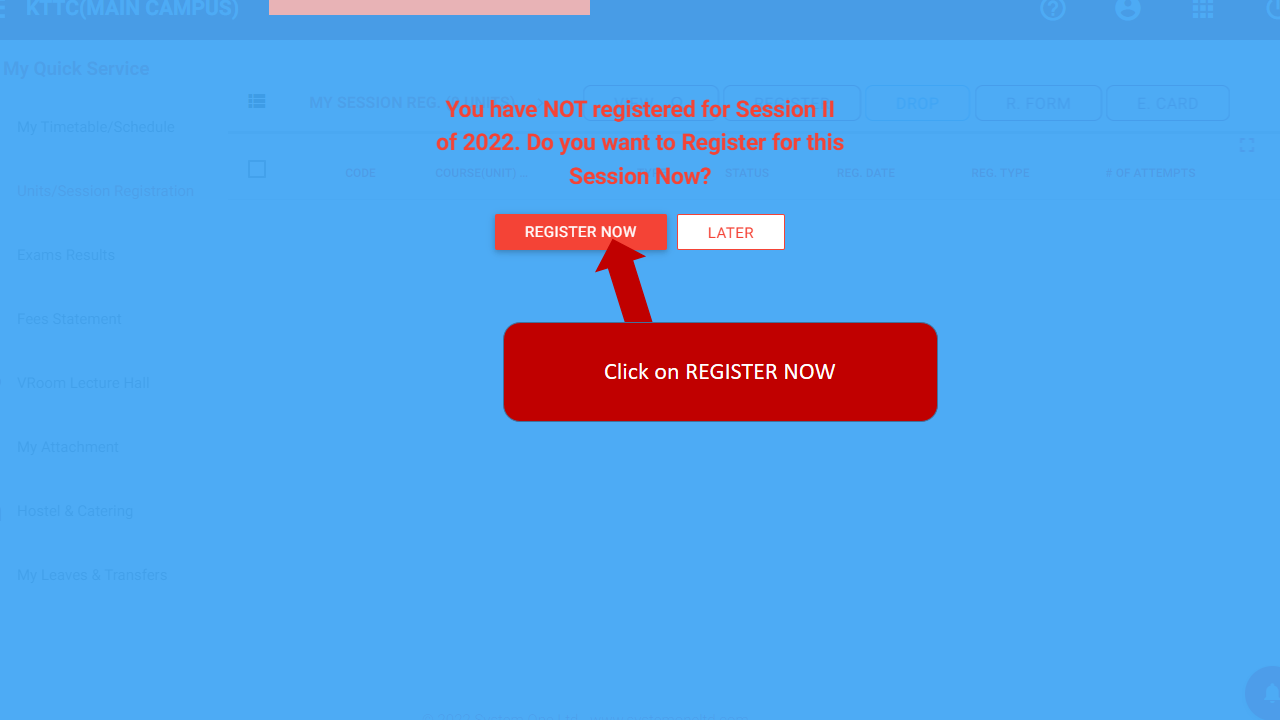 KTTC(MAIN CAMPUS)
My Quick Service
My Timetable/Schedule
Units/Session Registration
Exams Results
Fees Statement
VRoom Lecture Hall
My Attachment
Hostel & Catering
My Leaves & Transfers
MY SESSION REG.
DROP
R. FORM
E. CARD
You have NOT registered for Session II
of 2022. Do you want to Register for this
Session Now?
CODE
COURSE(UNIT)
STATUS
REG. DATE
REG. TYPE
# OF ATTEMPTS
REGISTER NOW
LATER
Click on REGISTER NOW